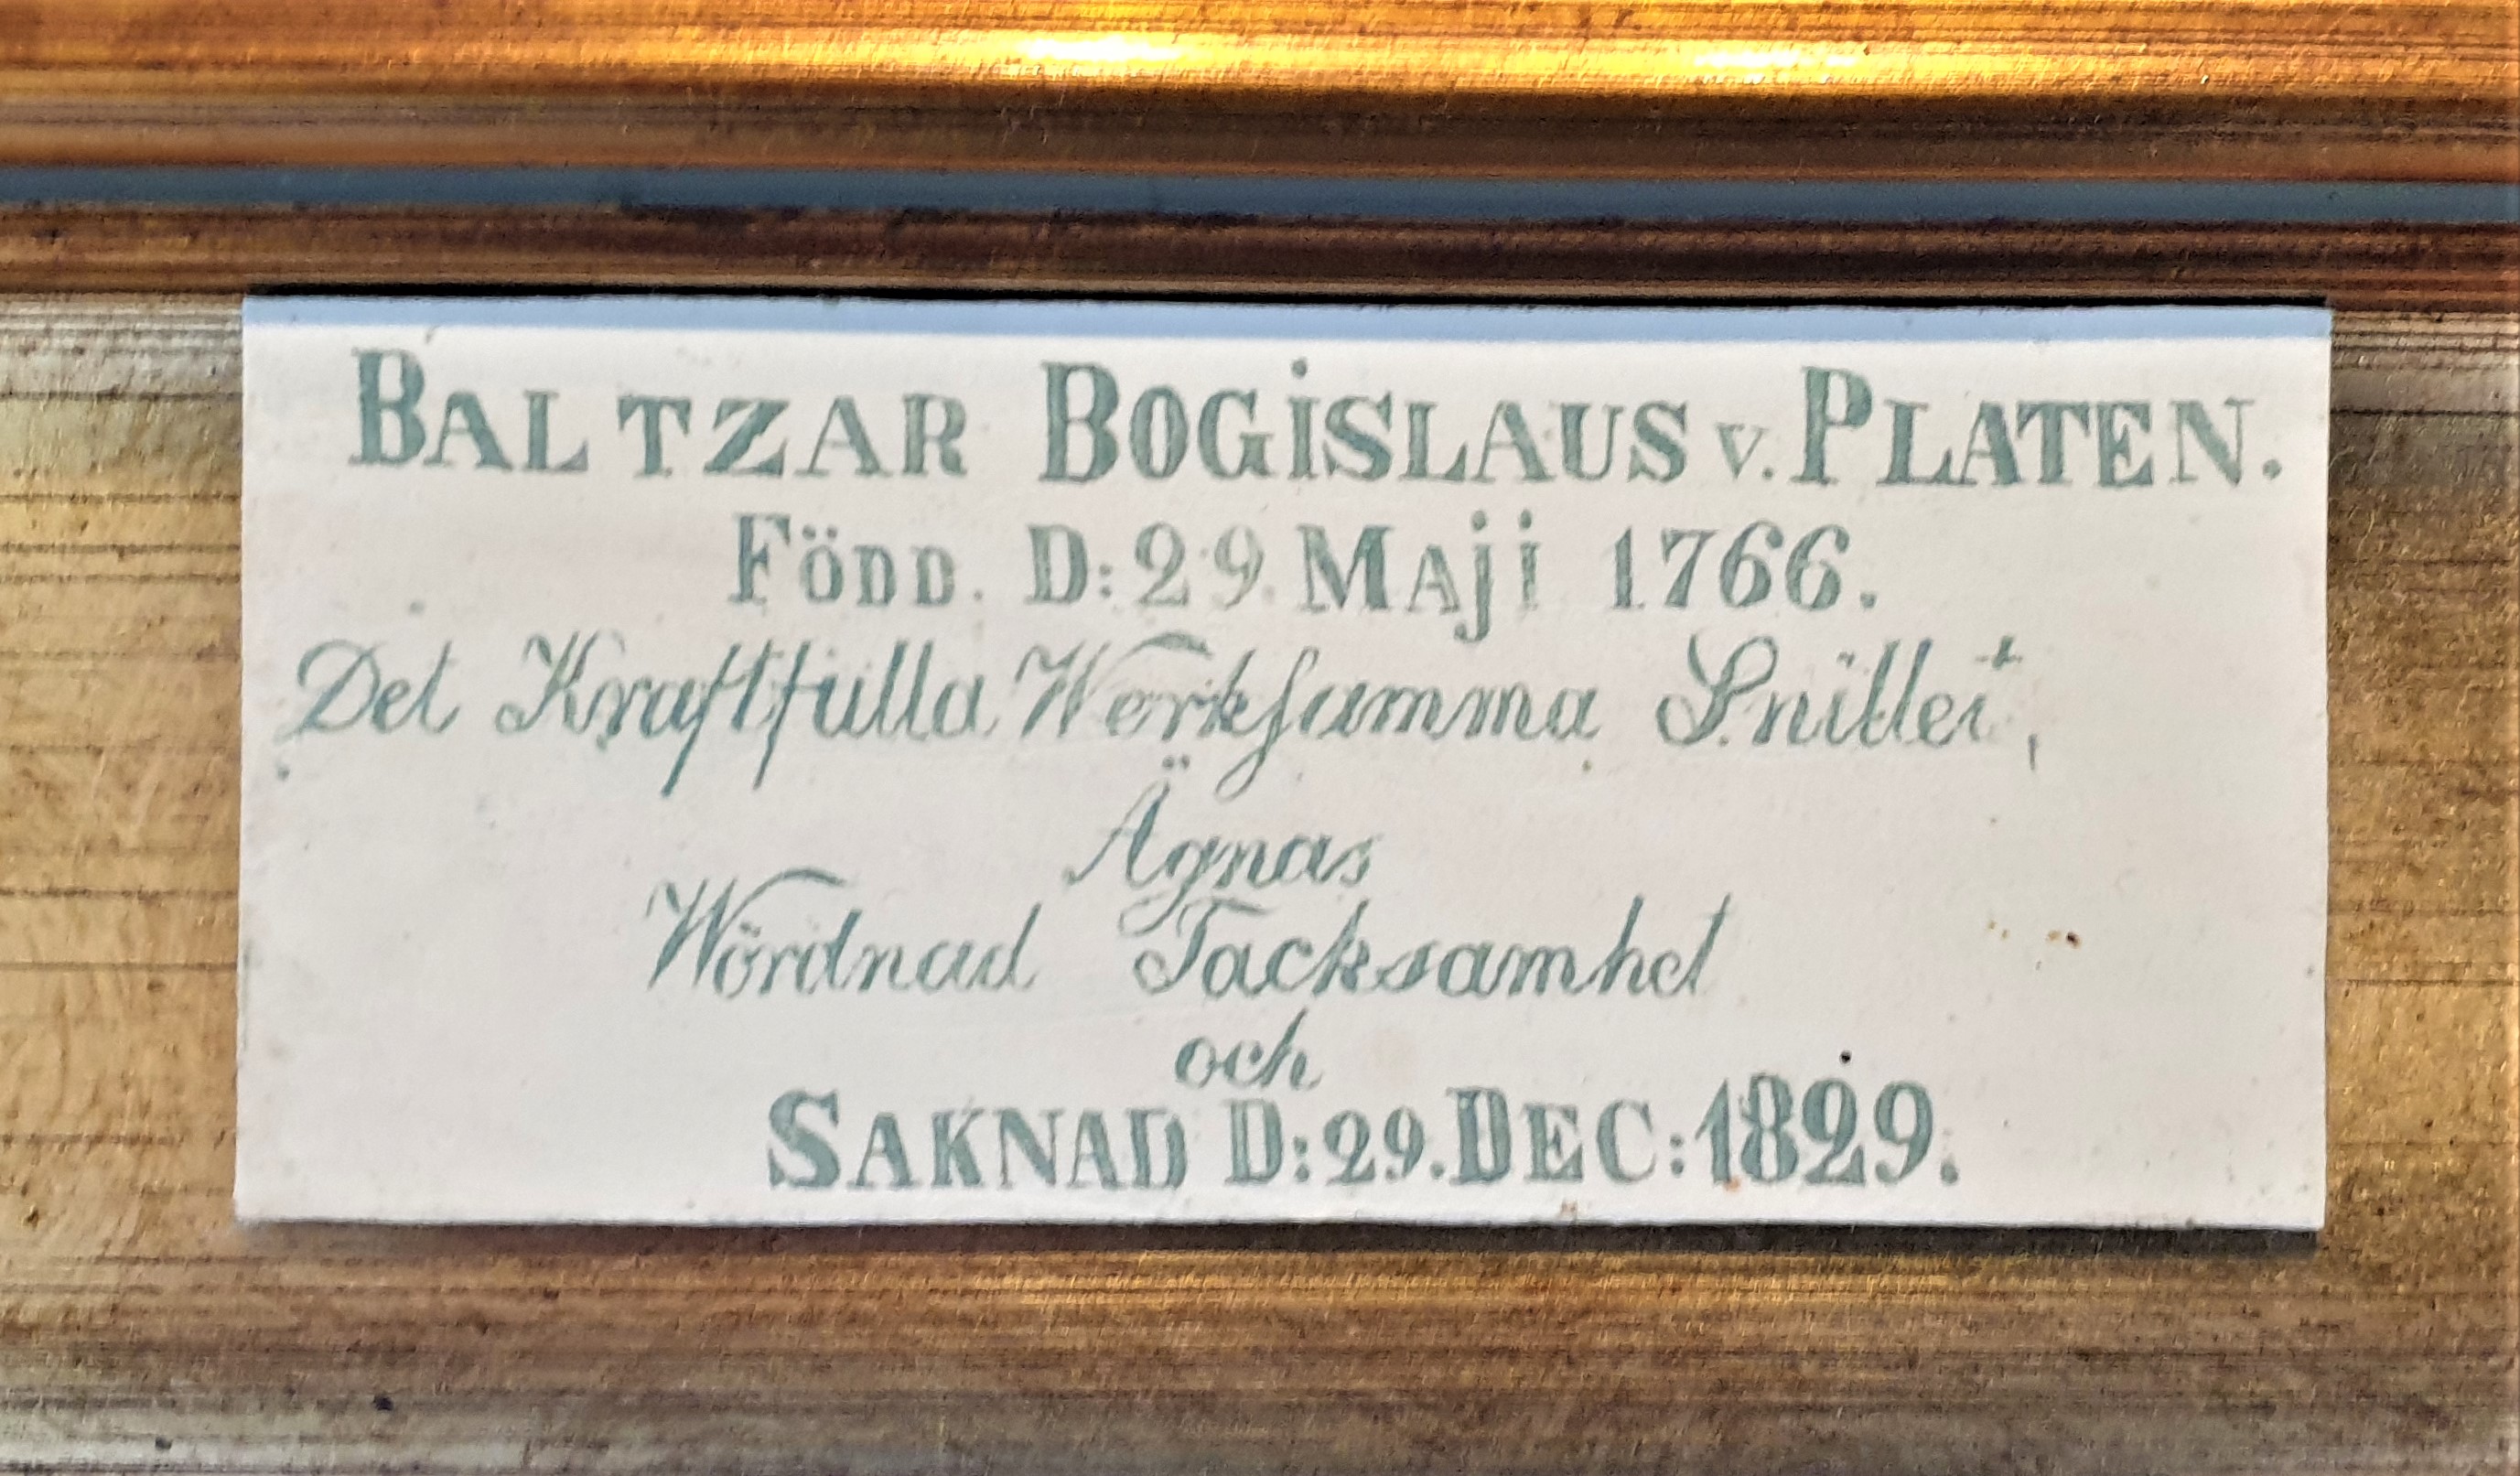 BALTZAR BOGiSLAUS v. PLATEN.
FÖDD. D: 29. MAji 1766.
Det Kraftfulla Werksamma Snillet,
Ägnas
Wördnad Tacksamhet
och
SAKNAD D: 29. DEC: 1829.